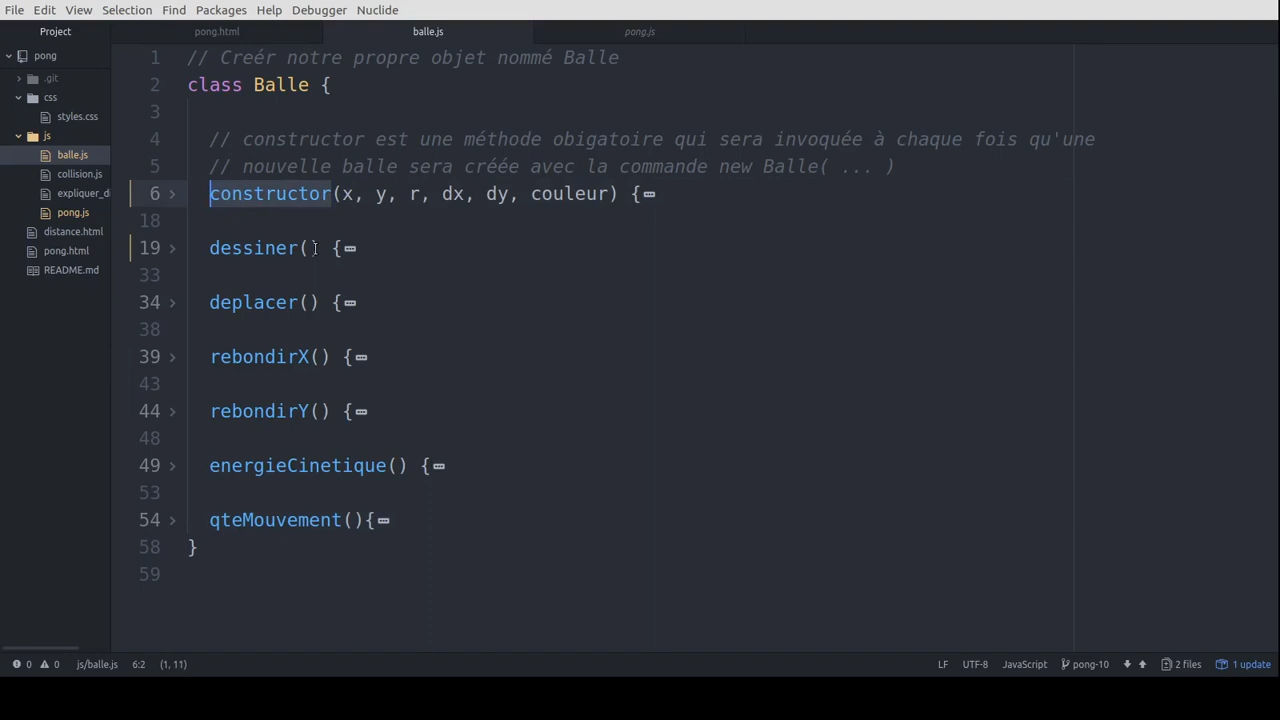 File Edit View Selection Find Packages Help Debugger Nuclide
Project pong.html balle.js pong.js
pong
.git
css
styles.css
js
balle.js
collision.js
expliquer_di
pong.js
distance.html
pong.html
README.md
1 // Creér notre propre objet nommé Balle
2 class Balle {
3
4 // constructor est une méthode obigatoire qui sera invoquée à chaque fois qu'une
5 // nouvelle balle sera créée avec la commande new Balle( ... )
6 constructor(x, y, r, dx, dy, couleur) {
18
19 dessiner() {
33
34 deplacer() {
38
39 rebondirX() {
43
44 rebondirY() {
48
49 energieCinetique() {
53
54 qteMouvement(){
58 }
59
0 0 js/balle.js 6:2 (1, 11) LF UTF-8 JavaScript pong-10 2 files 1 update